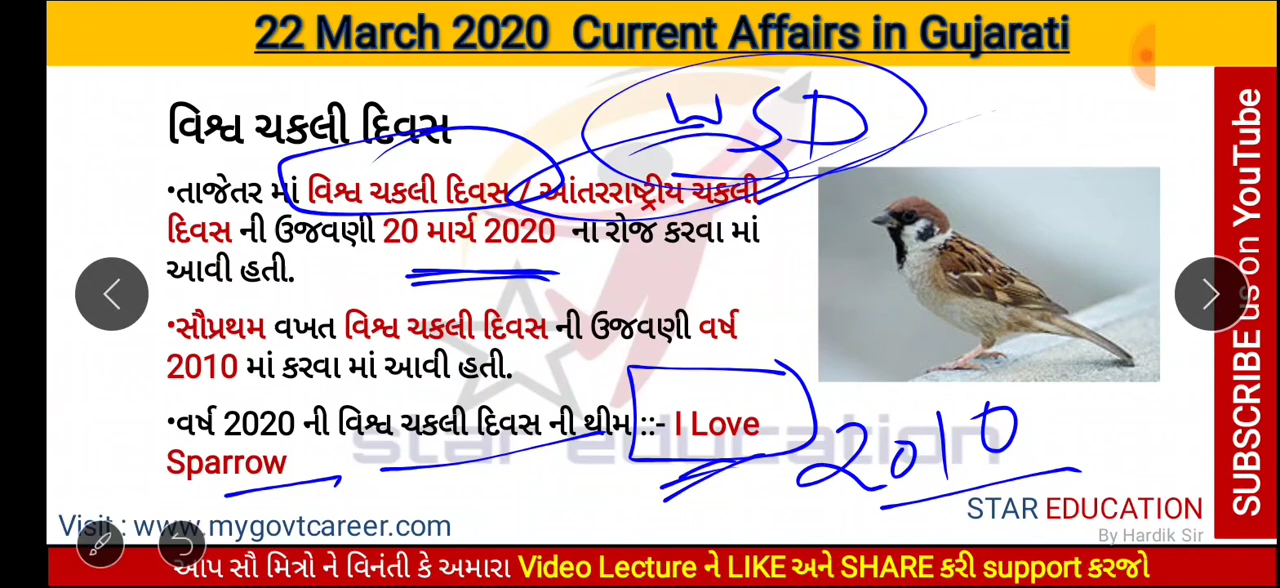 22 March 2020 Current Affairs in Gujarati
વિશ્વ ચકલી દિવસ
WSD
•તાજેતર માં વિશ્વ ચકલી દિવસ / આંતરરાષ્ટ્રીય ચકલી
દિવસ ની ઉજવણી 20 માર્ચ 2020 ના રોજ કરવા માં
આવી હતી.
•સૌપ્રથમ વખત વિશ્વ ચકલી દિવસ ની ઉજવણી વર્ષ
2010 માં કરવા માં આવી હતી.
•વર્ષ 2020 ની વિશ્વ ચકલી દિવસ ની થીમ ::- I Love
Sparrow
2010
star education
STAR EDUCATION
By Hardik Sir
Visit : www.mygovtcareer.com
આપ સૌ મિત્રો ને વિનંતી કે અમારા Video Lecture ને LIKE અને SHARE કરી support કરજો
SUBSCRIBE us on YouTube